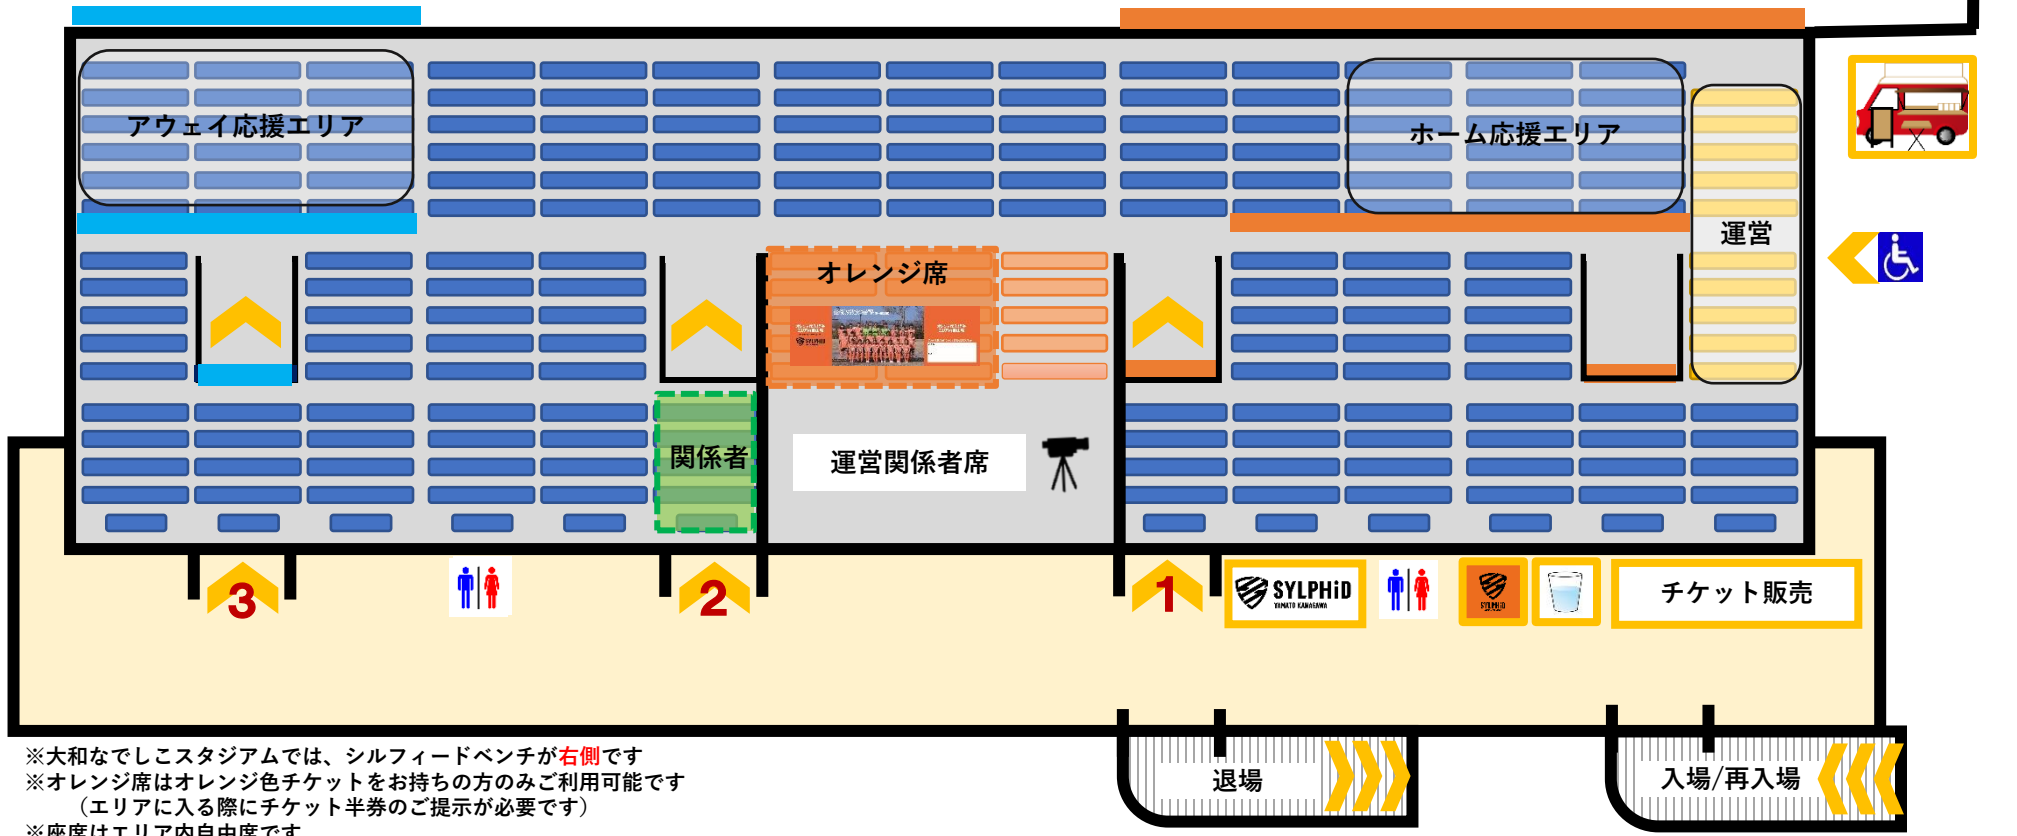 アウェイ応援エリア
ホーム応援エリア
運営
オレンジ席
SYLPHiD
関係者
運営関係者席
3
2
1
SYLPHiD
YAMATO KANAGAWA
SYLPHiD
チケット販売
退場
入場/再入場
※大和なでしこスタジアムでは、シルフィードベンチが右側です
※オレンジ席はオレンジ色チケットをお持ちの方のみご利用可能です
（エリアに入る際にチケット半券のご提示が必要です）
※座席はエリア内自由席です